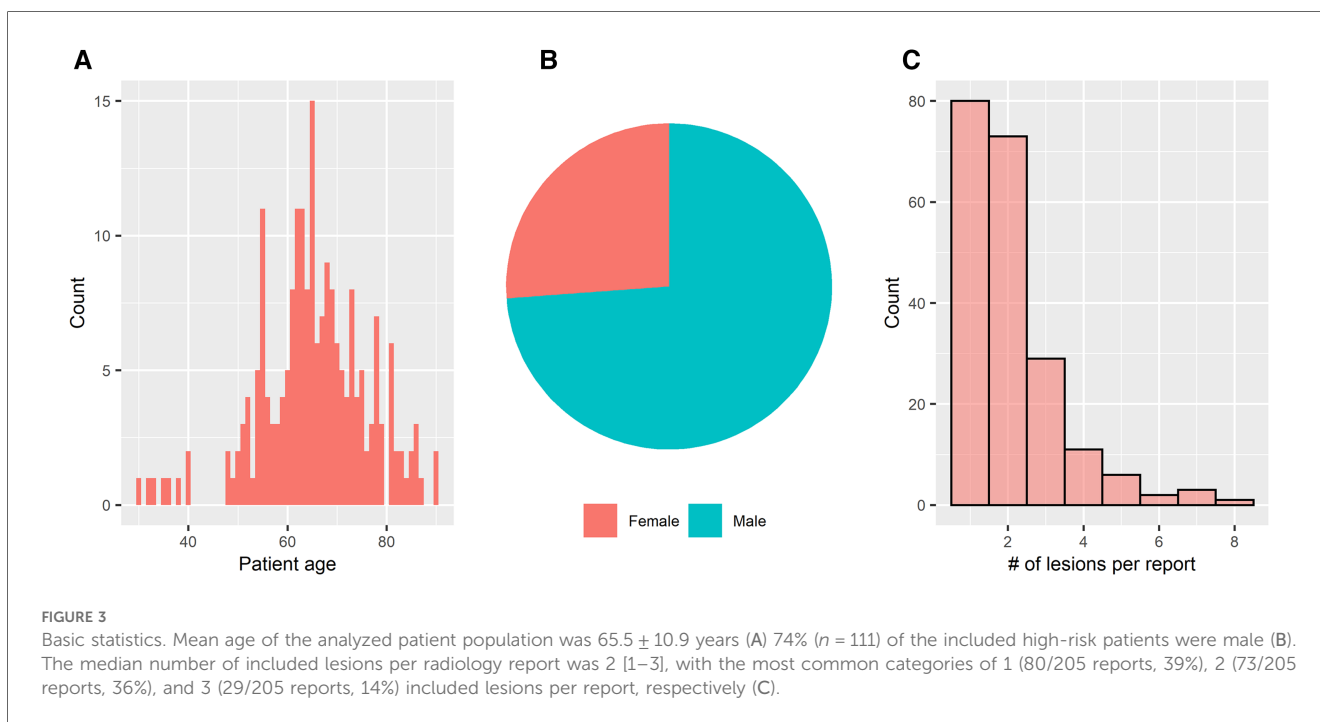 A
B
C
15
10
5
0
Count
40
60
80
Patient age
Female
Male
80
60
40
20
0
Count
2
4
6
8
# of lesions per report
FIGURE 3
Basic statistics. Mean age of the analyzed patient population was 65.5 ± 10.9 years (A) 74% (n = 111) of the included high-risk patients were male (B).
The median number of included lesions per radiology report was 2 [1–3], with the most common categories of 1 (80/205 reports, 39%), 2 (73/205
reports, 36%), and 3 (29/205 reports, 14%) included lesions per report, respectively (C).